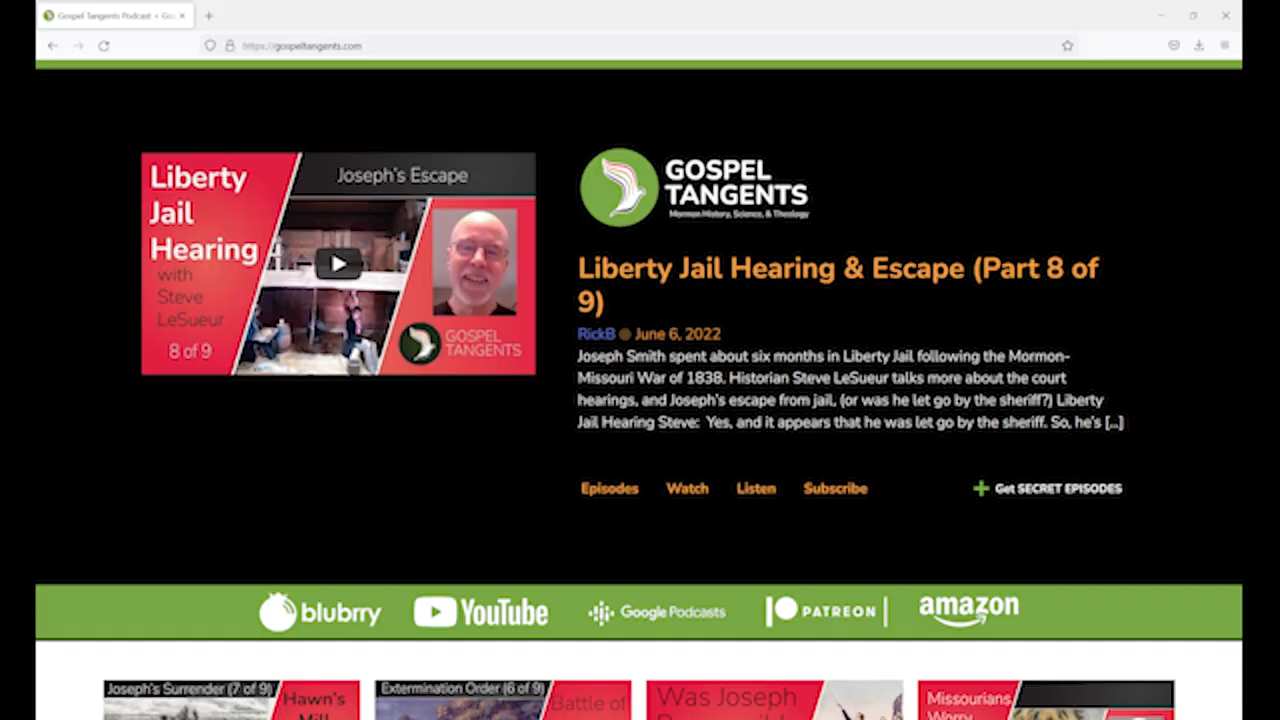 Gospel Tangents Podcast + Go
https://gospeltangents.com
Liberty
Jail
Hearing
with
Steve
LeSueur
8 of 9
Joseph's Escape
GOSPEL
TANGENTS
GOSPEL
TANGENTS
Mormon History, Science, & Theology
Liberty Jail Hearing & Escape (Part 8 of
9)
RickB June 6, 2022
Joseph Smith spent about six months in Liberty Jail following the Mormon-
Missouri War of 1838. Historian Steve LeSueur talks more about the court
hearings, and Joseph's escape from jail, (or was he let go by the sheriff?) Liberty
Jail Hearing Steve: Yes, and it appears that he was let go by the sheriff. So, he's [...]
Episodes Watch Listen Subscribe Get SECRET EPISODES
blubrry YouTube Google Podcasts PATREON amazon
Joseph's Surrender (7 of 9)
Hawn's
Mill
Extermination Order (6 of 9)
Battle of
Was Joseph
Missourians
Worry